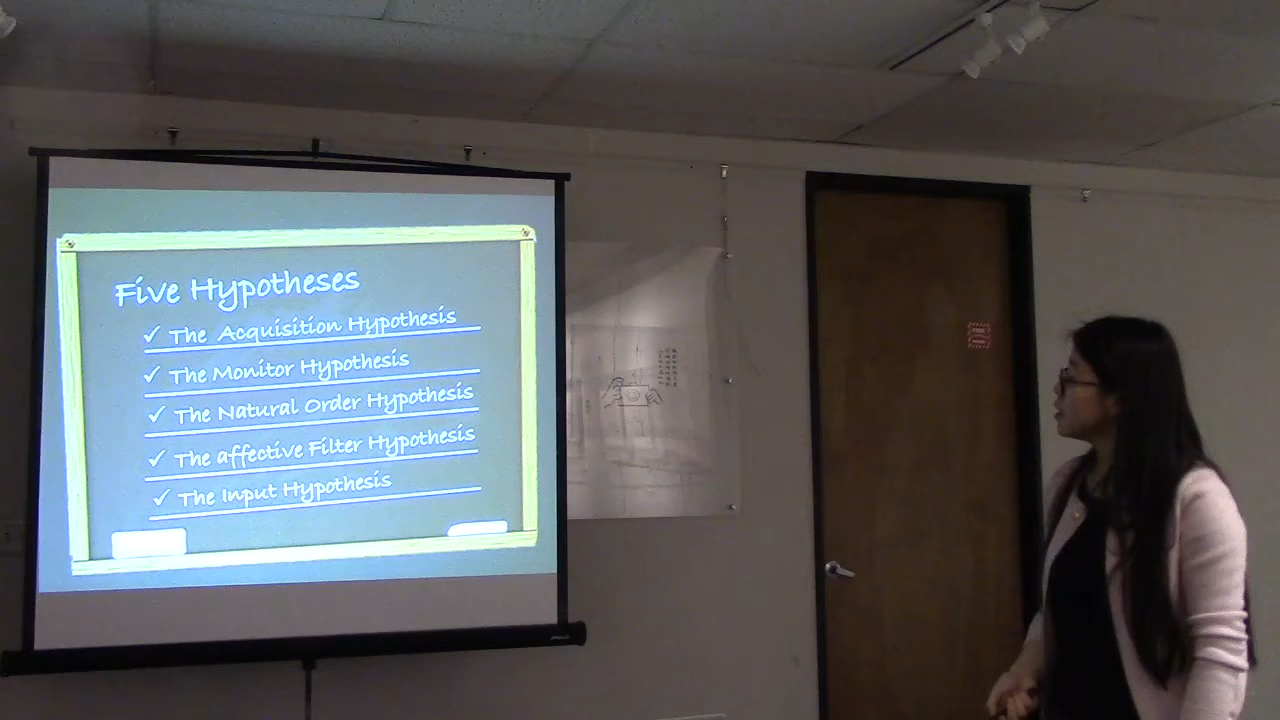 Five Hypotheses
✓ The Acquisition Hypothesis
✓ The Monitor Hypothesis
✓ The Natural Order Hypothesis
✓ The affective Filter Hypothesis
✓ The Input Hypothesis